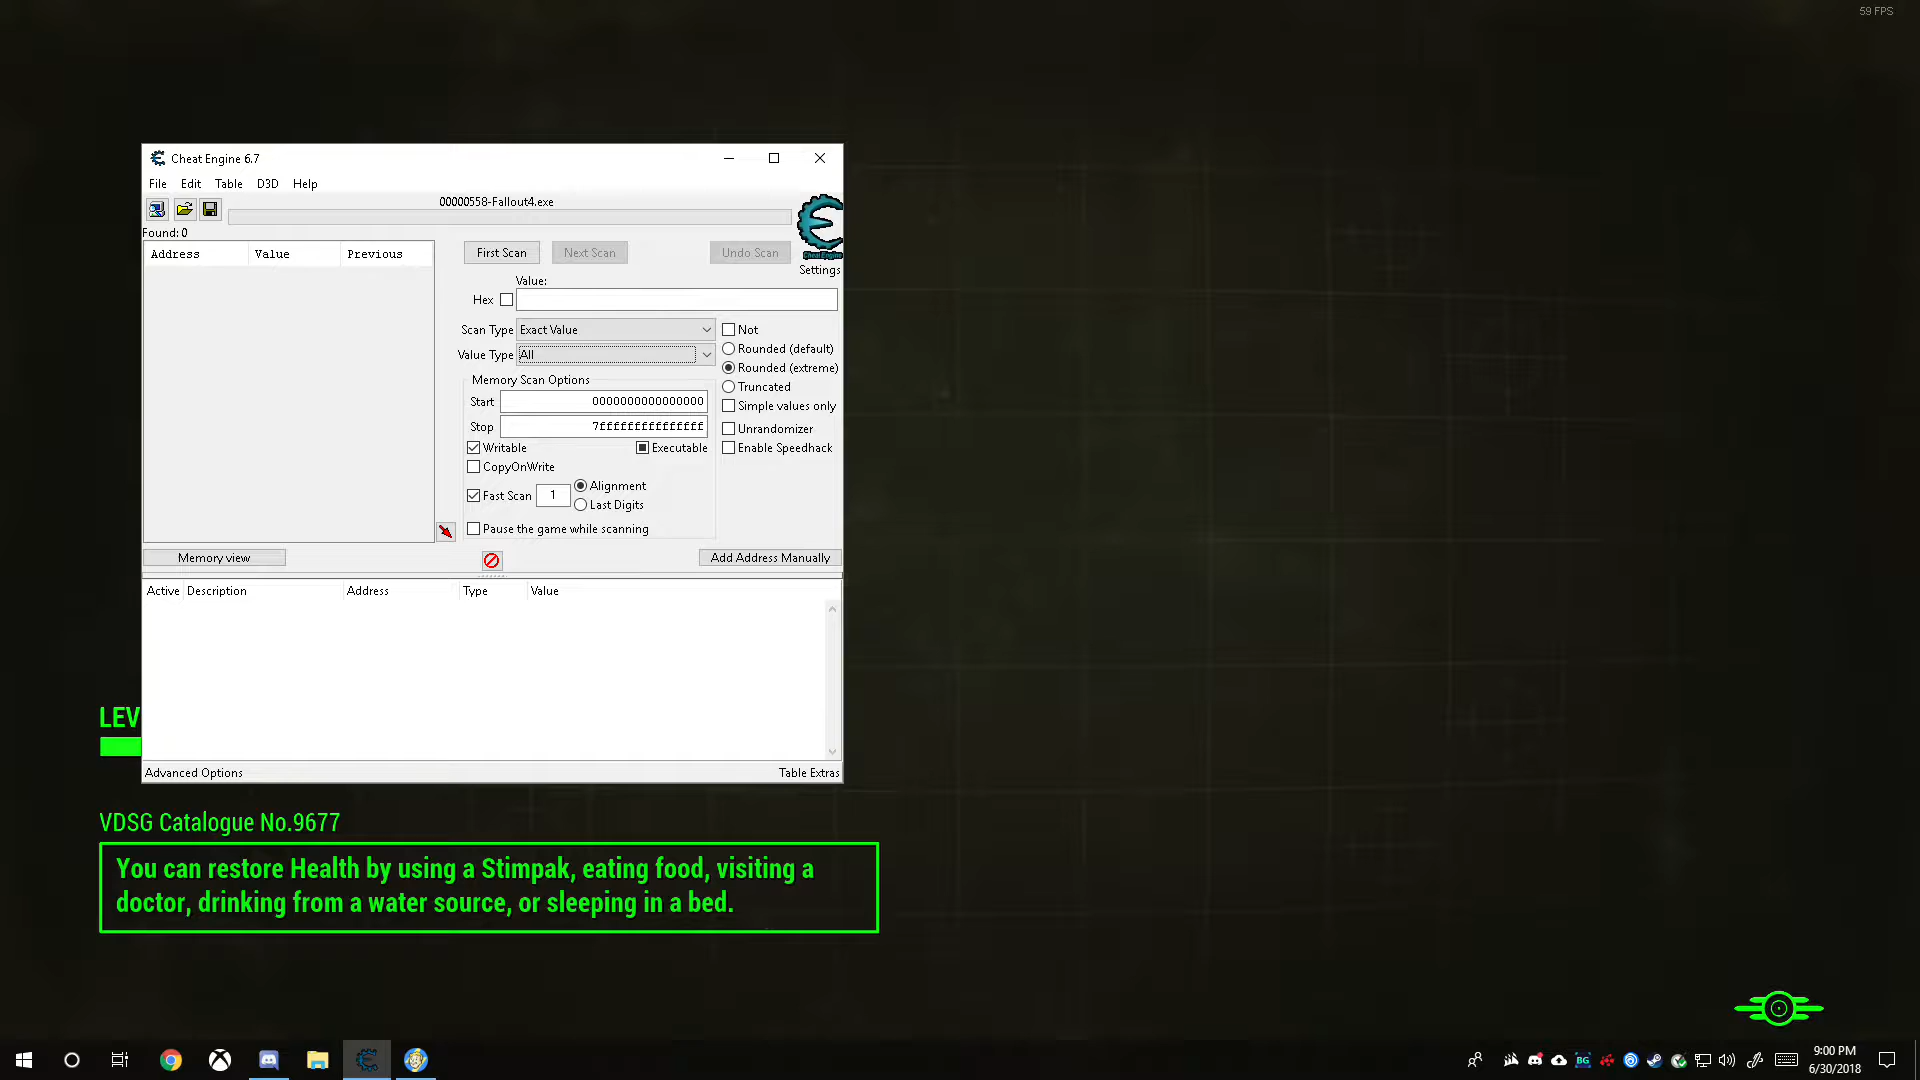 59 FPS
Cheat Engine 6.7
File Edit Table D3D Help
00000558-Fallout4.exe
Found: 0
Address Value Previous
First Scan Next Scan Undo Scan
Cheat Engine
Settings
Value:
Hex
Scan Type Exact Value Not
Value Type All Rounded (default)
Rounded (extreme)
Memory Scan Options
Truncated
Start 0000000000000000 Simple values only
Stop 7fffffffffffffff Unrandomizer
Writable Executable Enable Speedhack
CopyOnWrite
Fast Scan 1 Alignment
Last Digits
Pause the game while scanning
Memory view Add Address Manually
Active Description Address Type Value
LEV
Advanced Options Table Extras
VDSG Catalogue No.9677
You can restore Health by using a Stimpak, eating food, visiting a
doctor, drinking from a water source, or sleeping in a bed.
BG
9:00 PM
6/30/2018